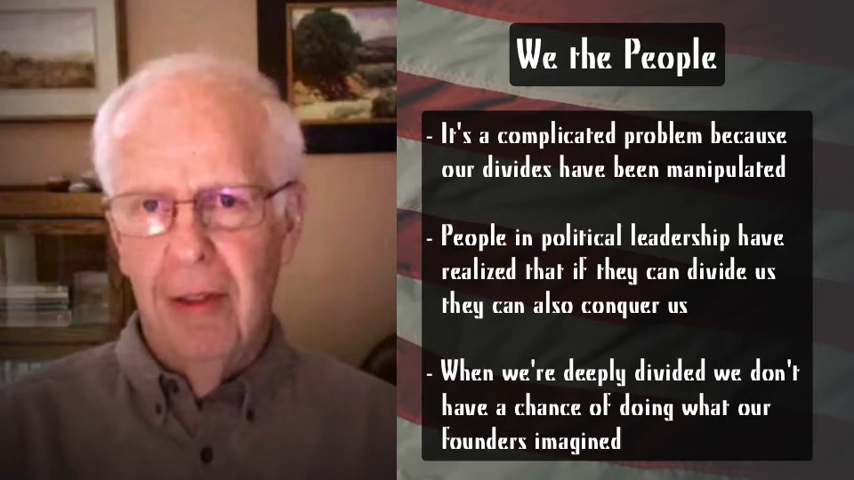 We the People
- It's a complicated problem because
our divides have been manipulated
- People in political leadership have
realized that if they can divide us
they can also conquer us
- When we're deeply divided we don't
have a chance of doing what our
founders imagined